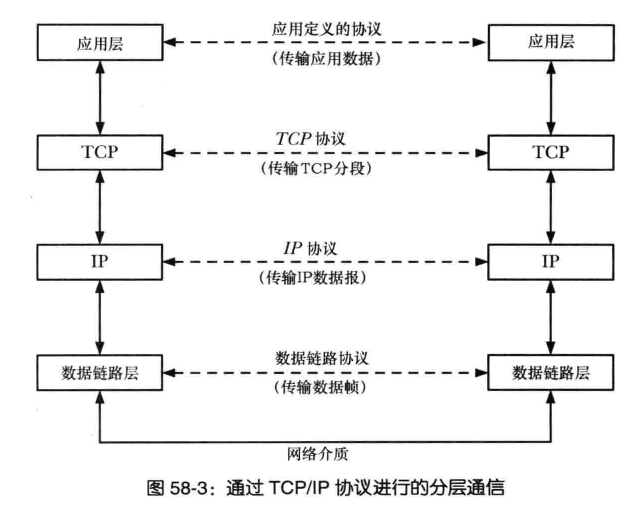 应用层 应用定义的协议 应用层
(传输应用数据)
TCP TCP 协议 TCP
(传输TCP分段)
IP IP 协议 IP
(传输IP数据报)
数据链路层 数据链路协议 数据链路层
(传输数据帧)
网络介质
图 58-3：通过 TCP/IP 协议进行的分层通信